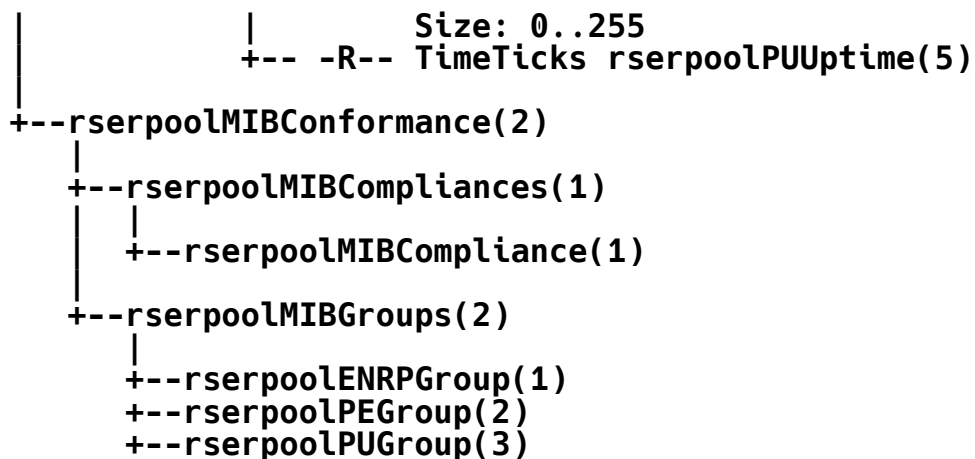 |                  |        Size: 0..255
|                  +-- -R-- TimeTicks rserpoolPUUptime(5)
|
+--rserpoolMIBConformance(2)
   |
   +--rserpoolMIBCompliances(1)
   |  |
   |  +--rserpoolMIBCompliance(1)
   |
   +--rserpoolMIBGroups(2)
      |
      +--rserpoolENRPGroup(1)
      +--rserpoolPEGroup(2)
      +--rserpoolPUGroup(3)